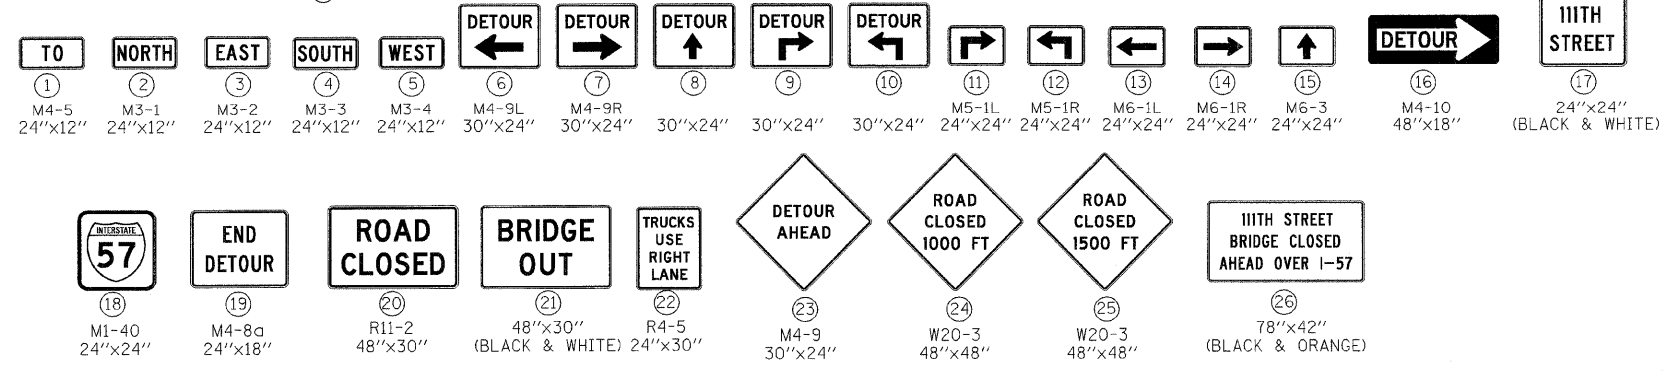 TO
1
M4-5
24"x12"
NORTH
2
M3-1
24"x12"
EAST
3
M3-2
24"x12"
SOUTH
4
M3-3
24"x12"
WEST
5
M3-4
24"x12"
DETOUR
6
M4-9L
30"x24"
DETOUR
7
M4-9R
30"x24"
DETOUR
8
30"x24"
DETOUR
9
30"x24"
DETOUR
10
30"x24"
11
M5-1L
24"x24"
12
M5-1R
24"x24"
13
M6-1L
24"x24"
14
M6-1R
24"x24"
15
M6-3
24"x24"
DETOUR
16
M4-10
48"x18"
111TH
STREET
17
24"x24"
(BLACK & WHITE)
INTERSTATE
57
18
M1-40
24"x24"
END
DETOUR
19
M4-8a
24"x18"
ROAD
CLOSED
20
R11-2
48"x30"
BRIDGE
OUT
21
48"x30"
(BLACK & WHITE)
TRUCKS
USE
RIGHT
LANE
22
R4-5
24"x30"
DETOUR
AHEAD
23
M4-9
30"x24"
ROAD
CLOSED
1000 FT
24
W20-3
48"x48"
ROAD
CLOSED
1500 FT
25
W20-3
48"x48"
111TH STREET
BRIDGE CLOSED
AHEAD OVER I-57
26
78"x42"
(BLACK & ORANGE)